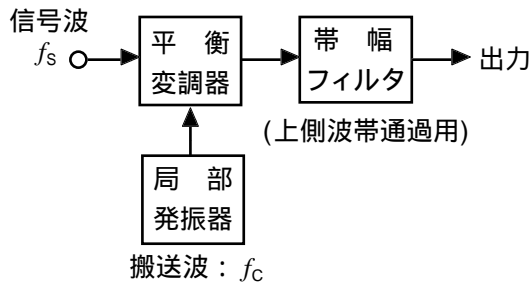 信号波
fS
平 衡
変調器
帯 幅
フィルタ
出力
(上側波帯通過用)
局 部
発振器
搬送波：fC